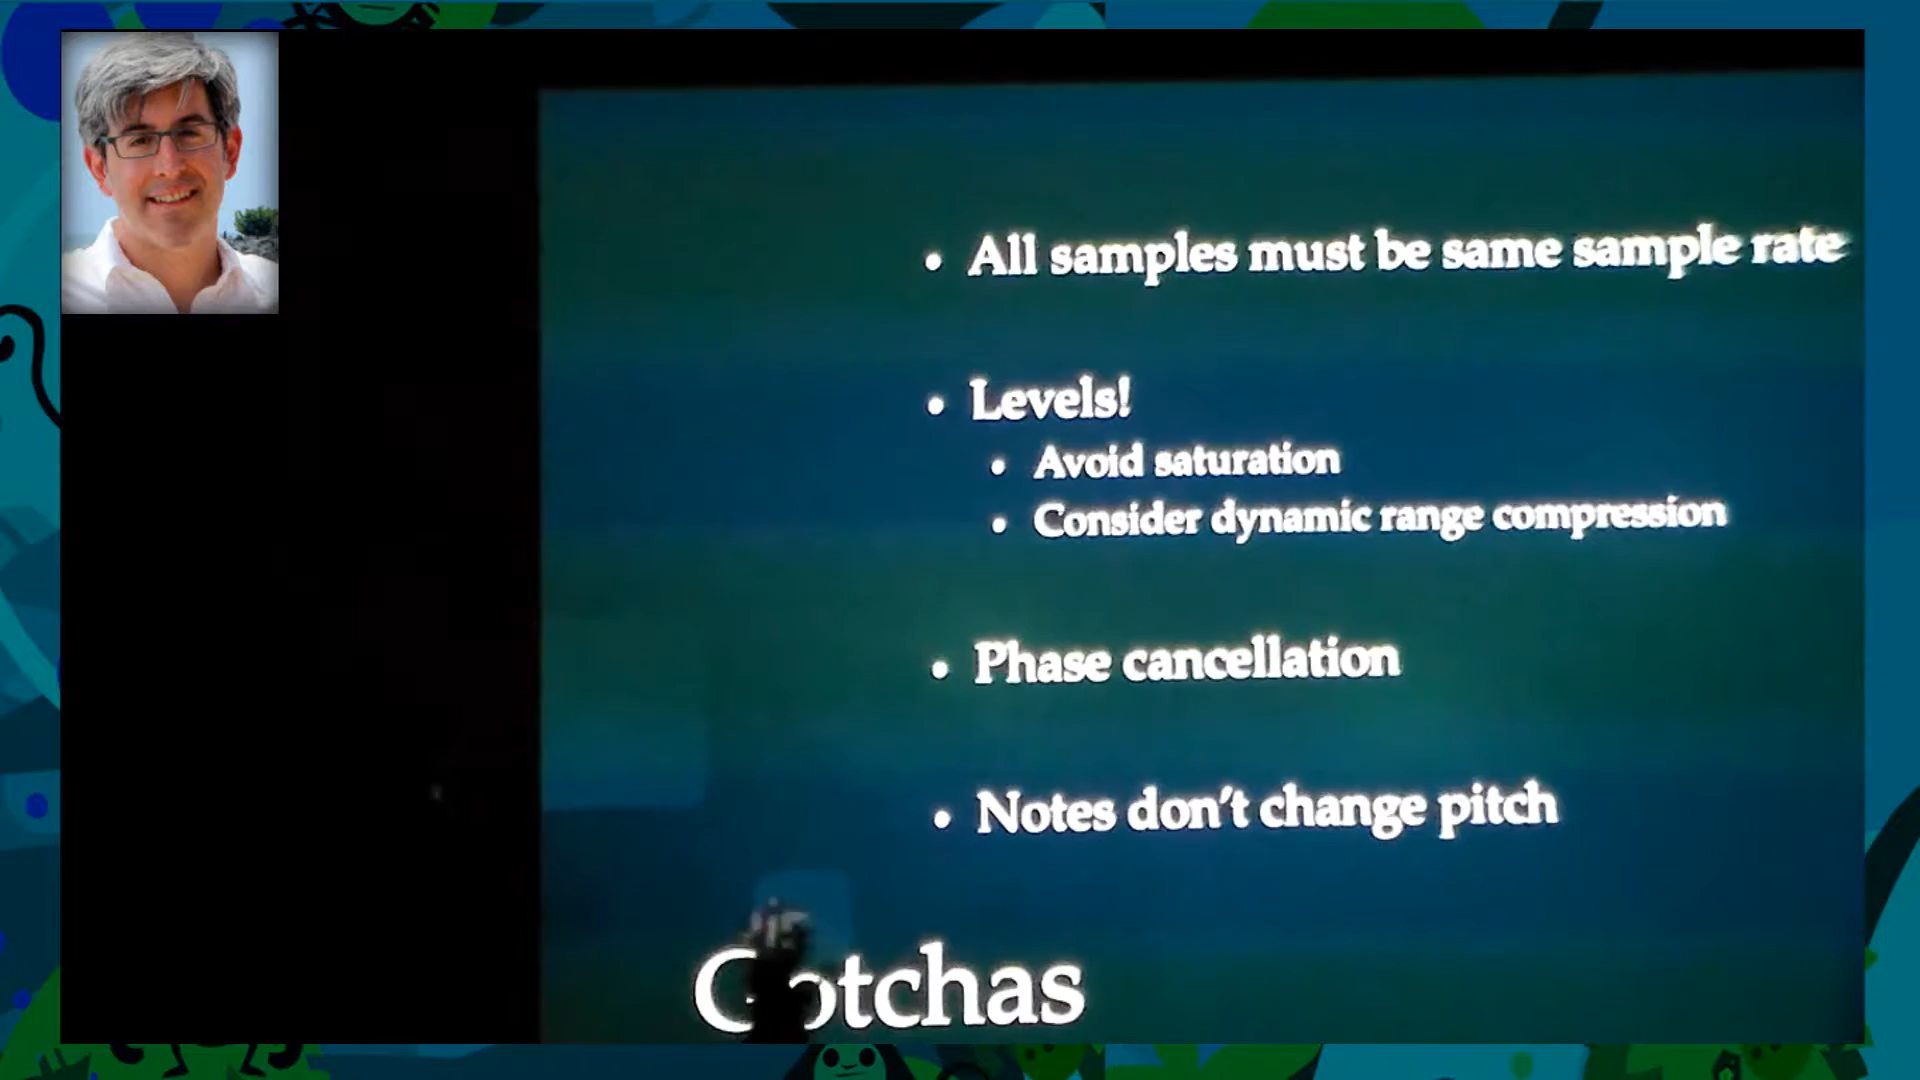 • All samples must be same sample rate
• Levels!
• Avoid saturation
• Consider dynamic range compression
• Phase cancellation
• Notes don't change pitch
Gotchas